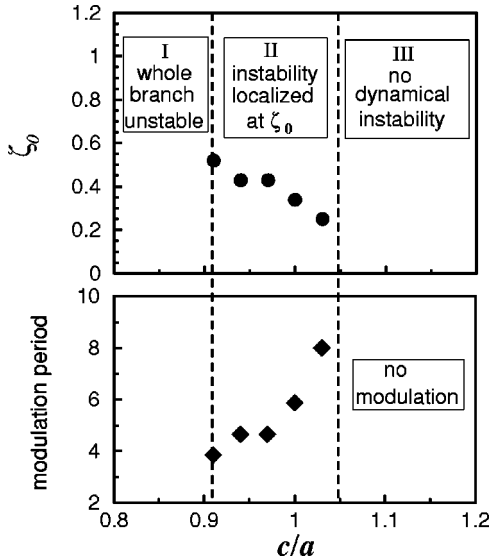 1.2
1
0.8
0.6
0.4
0.2
0
ζ0
I
whole
branch
unstable
II
instability
localized
at ζ0
III
no
dynamical
instability
10
8
6
4
2
modulation period
no
modulation
0.8
0.9
1
1.1
1.2
c/a